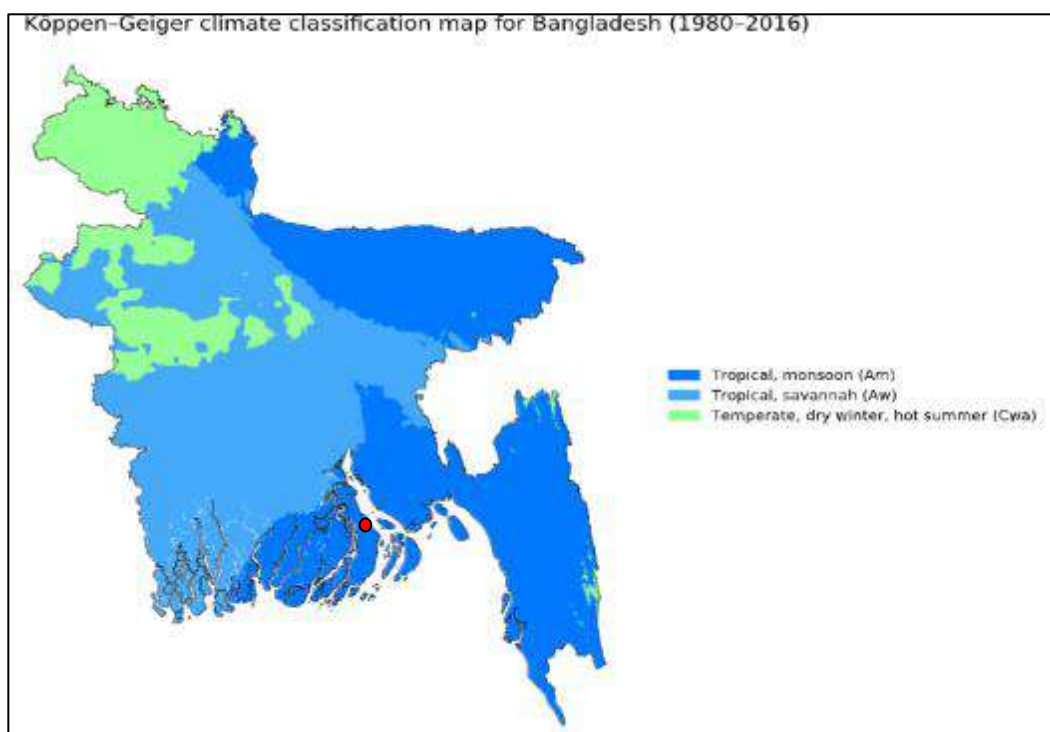 Köppen–Geiger climate classification map for Bangladesh (1980–2016)
Tropical, monsoon (Am)
Tropical, savannah (Aw)
Temperate, dry winter, hot summer (Cwa)